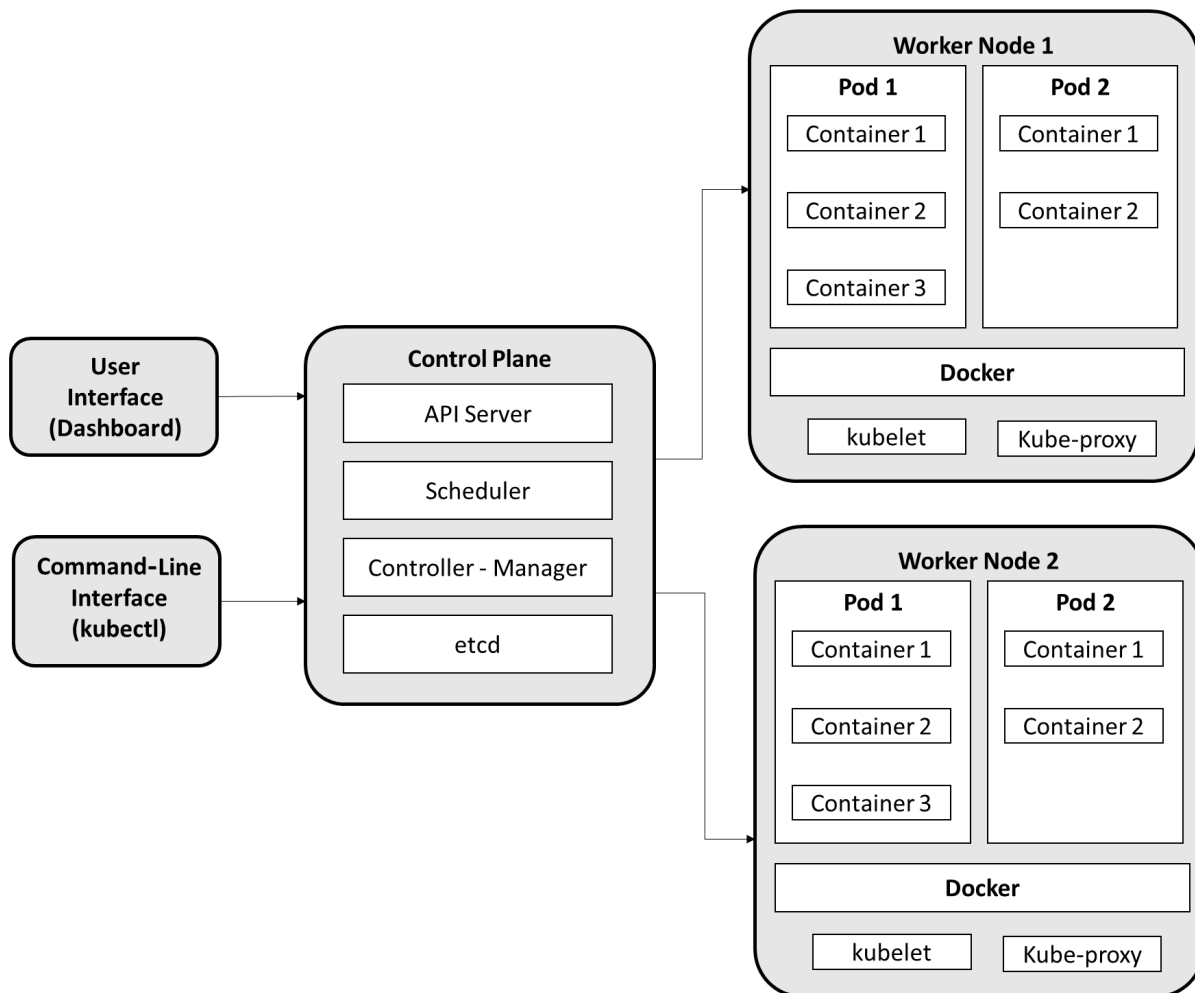 User
Interface
(Dashboard)
Command-Line
Interface
(kubectl)
Control Plane
API Server
Scheduler
Controller - Manager
etcd
Worker Node 1
Pod 1
Container 1
Container 2
Container 3
Pod 2
Container 1
Container 2
Docker
kubelet
Kube-proxy
Worker Node 2
Pod 1
Container 1
Container 2
Container 3
Pod 2
Container 1
Container 2
Docker
kubelet
Kube-proxy